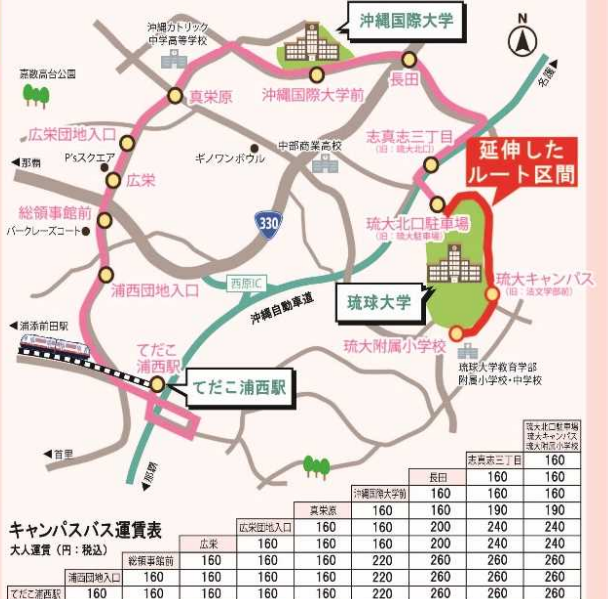 沖縄カトリック
中学高等学校
沖縄国際大学
N
嘉数高台公園
名護▲
真栄原
沖縄国際大学前
長田
広栄団地入口
P'sスクエア
ギノワンボウル
中部商業高校
志真志三丁目
(旧：琉大北口)
延伸した
ルート区間
◀那覇
広栄
総領事館前
バークレーズコート
330
琉大北口駐車場
(旧：琉大駐車場)
浦西団地入口
西原IC
沖縄自動車道
琉球大学
琉大キャンパス
(旧：法文学部前)
◀浦添前田駅
てだこ
浦西駅
てだこ浦西駅
琉大附属小学校
琉球大学教育学部
附属小学校・中学校
◀首里
◀那覇
琉大北口駐車場
琉大キャンパス
琉大附属小学校
志真志三丁目 160
長田 160 160
沖縄国際大学前 160 160 160
真栄原 160 160 190 190
広栄団地入口 160 160 200 240 240
キャンパスバス運賃表
大人運賃（円：税込）
広栄 160 160 160 200 240 240
総領事館前 160 160 160 220 260 260 260
浦西団地入口 160 160 160 160 220 260 260 260
てだこ浦西駅 160 160 160 160 160 220 260 260 260